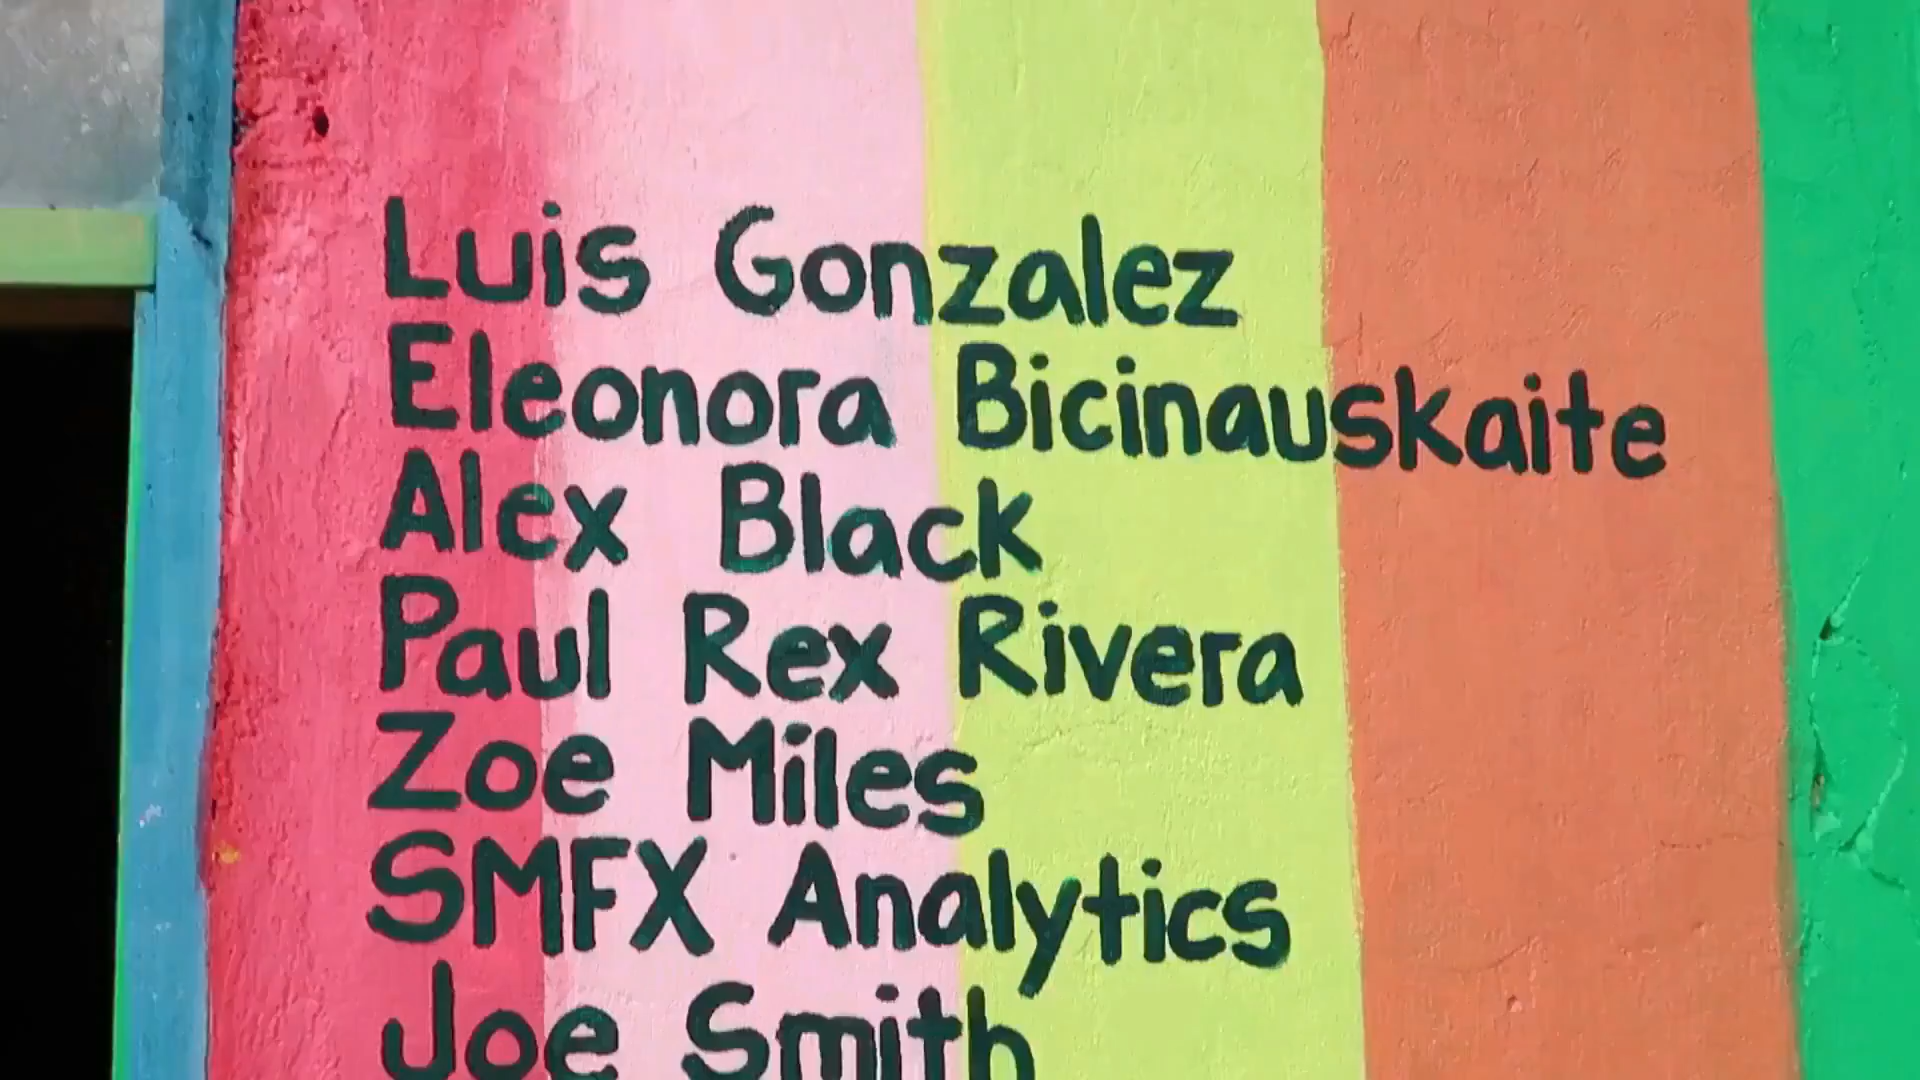 Luis Gonzalez
Eleonora Bicinauskaite
Alex Black
Paul Rex Rivera
Zoe Miles
SMFX Analytics
Joe Smith